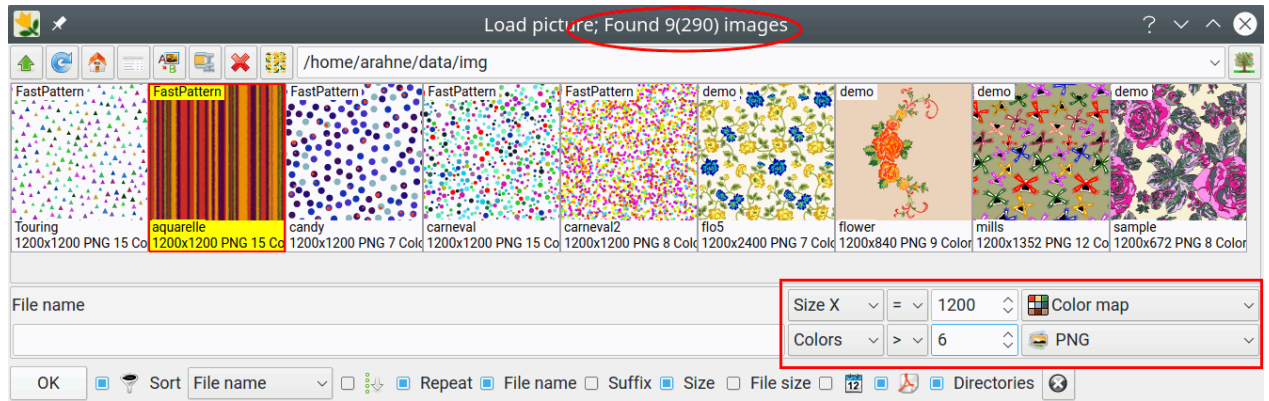 Load picture; Found 9(290) images
/home/arahne/data/img
FastPattern FastPattern FastPattern FastPattern FastPattern demo demo demo demo
Touring aquarelle candy carneval carneval2 flo5 flower mills sample
1200x1200 PNG 15 Co 1200x1200 PNG 15 Co 1200x1200 PNG 7 Colo 1200x1200 PNG 15 Co 1200x1200 PNG 8 Colo 1200x2400 PNG 7 Colo 1200x840 PNG 9 Color 1200x1352 PNG 12 Co 1200x672 PNG 8 Color
File name Size X = 1200 Color map
Colors > 6 PNG
OK Sort File name Repeat File name Suffix Size File size 12 Directories